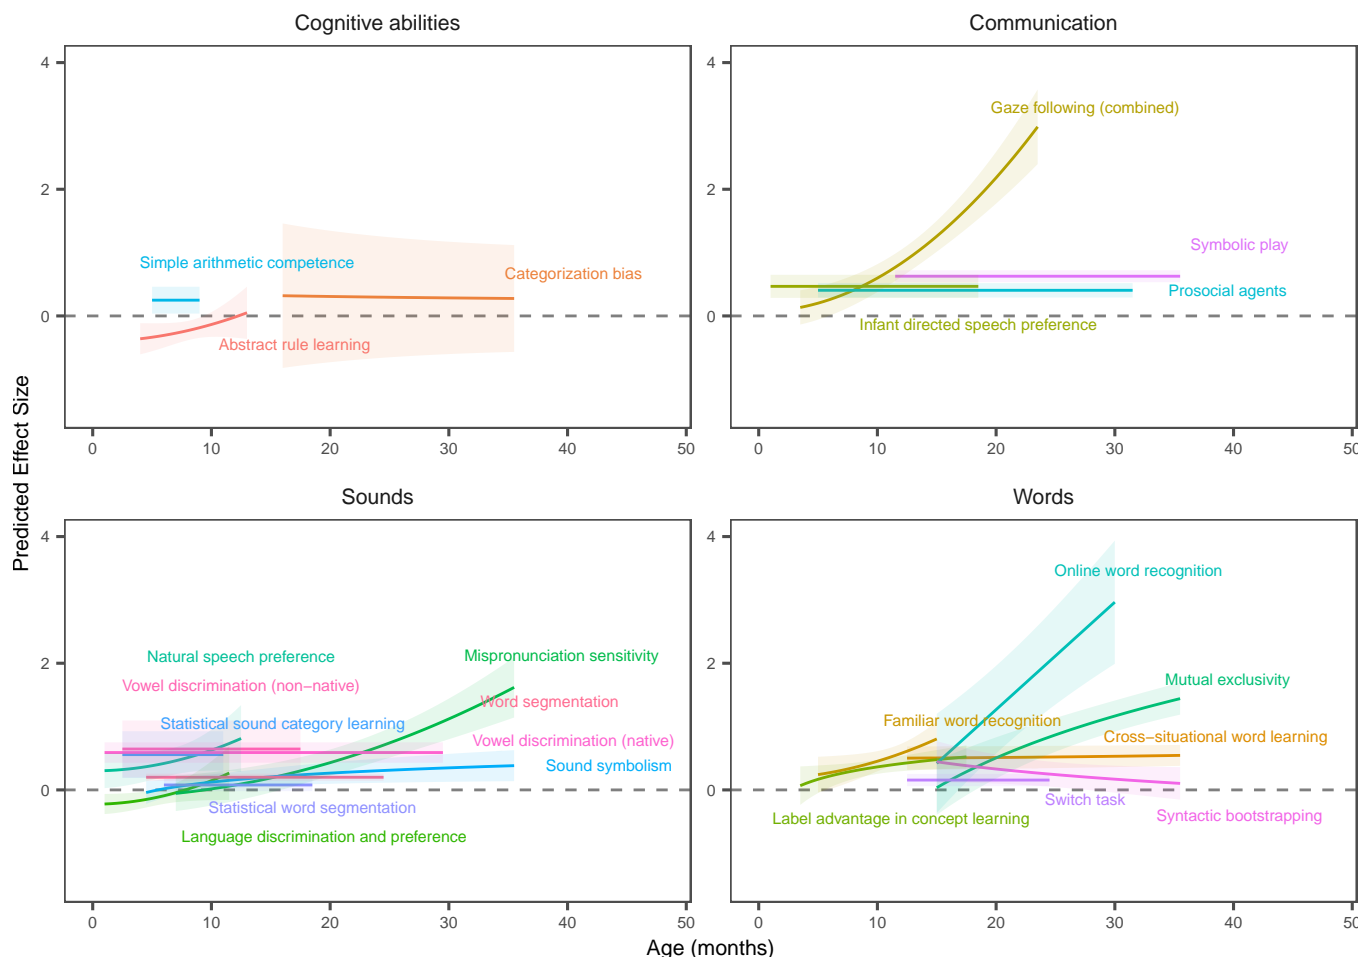 Cognitive abilities
Communication
4
2
0
Simple arithmetic competence
Categorization bias
Abstract rule learning
0
10
20
30
40
50
4
2
0
Gaze following (combined)
Symbolic play
Prosocial agents
Infant directed speech preference
0
10
20
30
40
50
Predicted Effect Size
Sounds
Words
4
2
0
Natural speech preference
Mispronunciation sensitivity
Vowel discrimination (non−native)
Word segmentation
Statistical sound category learning
Vowel discrimination (native)
Sound symbolism
Statistical word segmentation
Language discrimination and preference
0
10
20
30
40
50
4
2
0
Online word recognition
Mutual exclusivity
Familiar word recognition
Cross−situational word learning
Switch task
Label advantage in concept learning
Syntactic bootstrapping
0
10
20
30
40
50
Age (months)